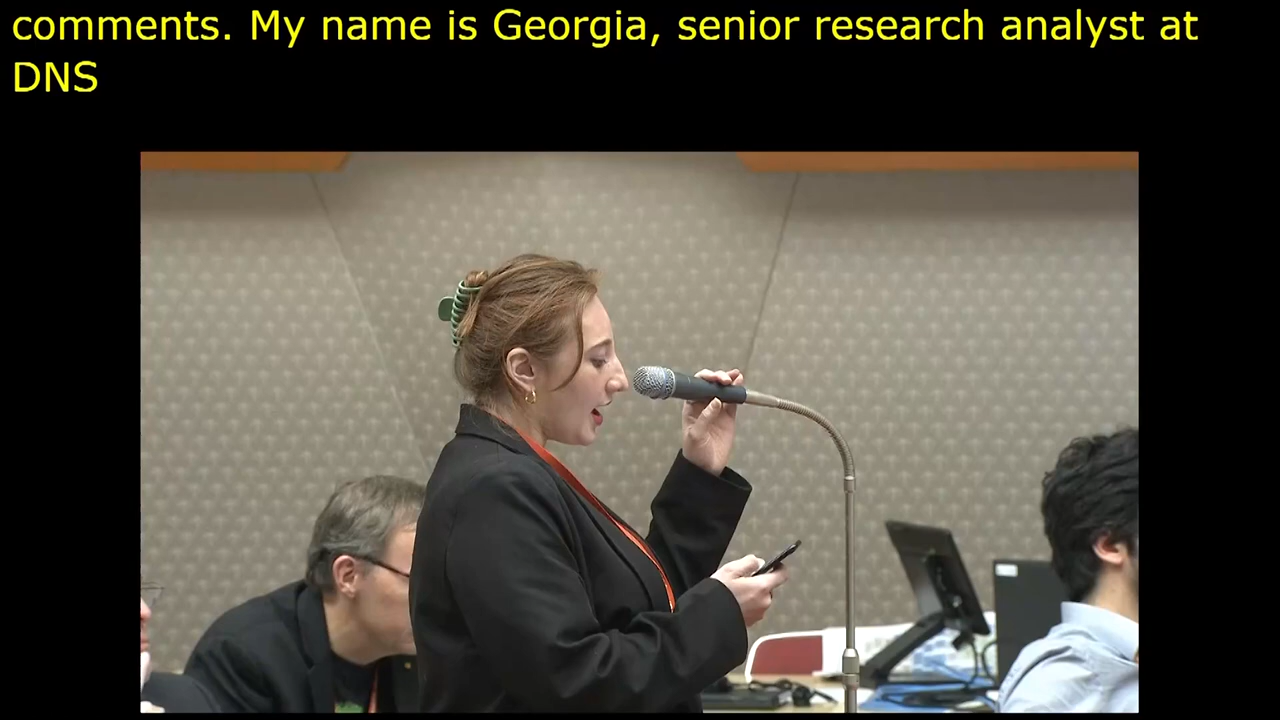 comments. My name is Georgia, senior research analyst at
DNS